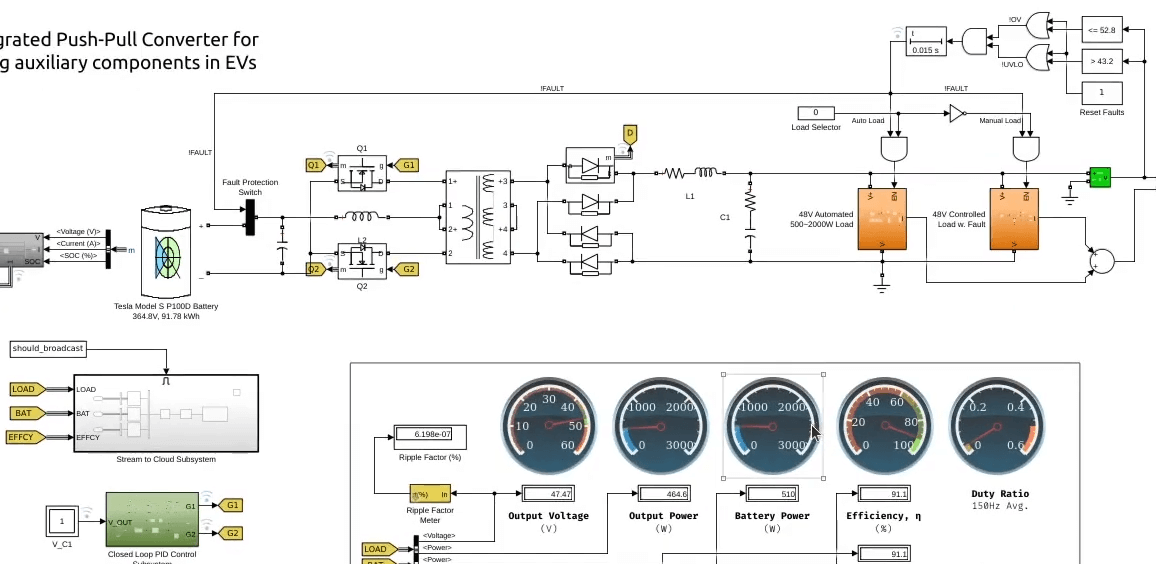 grated Push-Pull Converter for
g auxiliary components in EVs
!FAULT
!FAULT
!FAULT
t
0.015 s
!OV
!UVLO
<= 52.8
> 43.2
1
Reset Faults
0
Load Selector
Auto Load
Manual Load
Fault Protection
Switch
Q1
Q1
m
g
S
D
G1
L2
Q2
S
D
m
g
G2
Q2
1+
1
2+
2
+3
3
+4
4
D
m
a
L1
C1
V+
EN
V-
48V Automated
500~2000W Load
V+
EN
V-
48V Controlled
Load w. Fault
+
+
V
I
SOC
<Voltage (V)>
<Current (A)>
<SOC (%)>
m
+
_
Tesla Model S P100D Battery
364.8V, 91.78 kWh
should_broadcast
LOAD
BAT
EFFCY
LOAD
BAT
EFFCY
Stream to Cloud Subsystem
1
V_C1
V_OUT
G1
G2
G1
G2
Closed Loop PID Control
6.198e-07
Ripple Factor (%)
(%)
In
Ripple Factor
Meter
LOAD
BAT
<Voltage>
<Power>
<Power>
0 10 20 30 40 50 60
47.47
Output Voltage
(V)
0 1000 2000 3000
464.6
Output Power
(W)
0 1000 2000 3000
510
Battery Power
(W)
0 20 40 60 80 100
91.1
Efficiency, η
(%)
91.1
0 0.2 0.4 0.6
Duty Ratio
150Hz Avg.